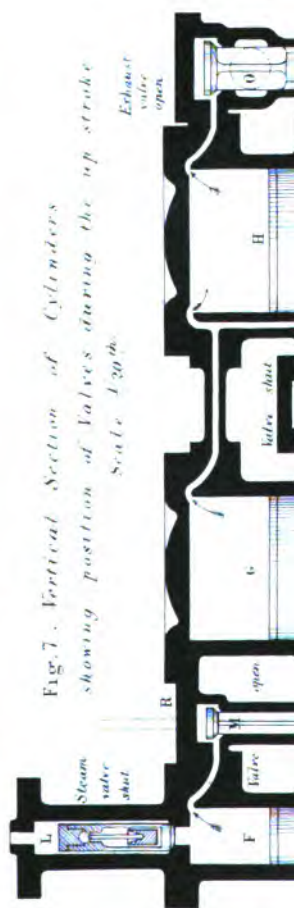 Fig. 7. Vertical Section of Cylinders
showing position of Valves during the up stroke
Scale 1/20th.
Steam
valve
shut.
L
R
Exhaust
valve
open.
O
F
Valve
M
open
G
Valve shut
H